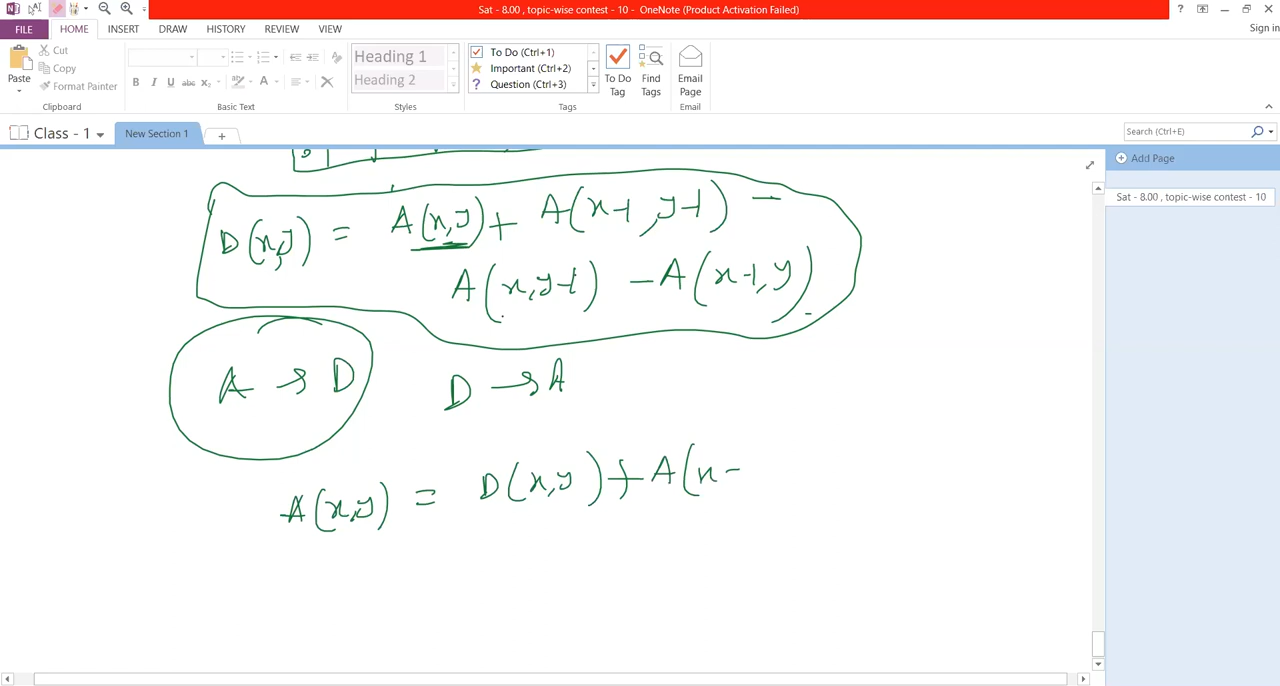 Sat - 8.00 , topic-wise contest - 10 - OneNote (Product Activation Failed)
FILE HOME INSERT DRAW HISTORY REVIEW VIEW Sign in
Cut
Copy
Format Painter
Paste
Clipboard
B I U abc X₂ A
Basic Text
Heading 1
Heading 2
Styles
To Do (Ctrl+1)
Important (Ctrl+2)
Question (Ctrl+3)
Tags
To Do Tag
Find Tags
Email Page
Email
Class - 1 New Section 1 Search (Ctrl+E)
Add Page
Sat - 8.00 , topic-wise contest - 10
D(x,y) = A(x,y) + A(x-1, y-1) -
A(x,y-1) - A(x-1, y)
A → D D → A
A(x,y) = D(x,y) + A(x -